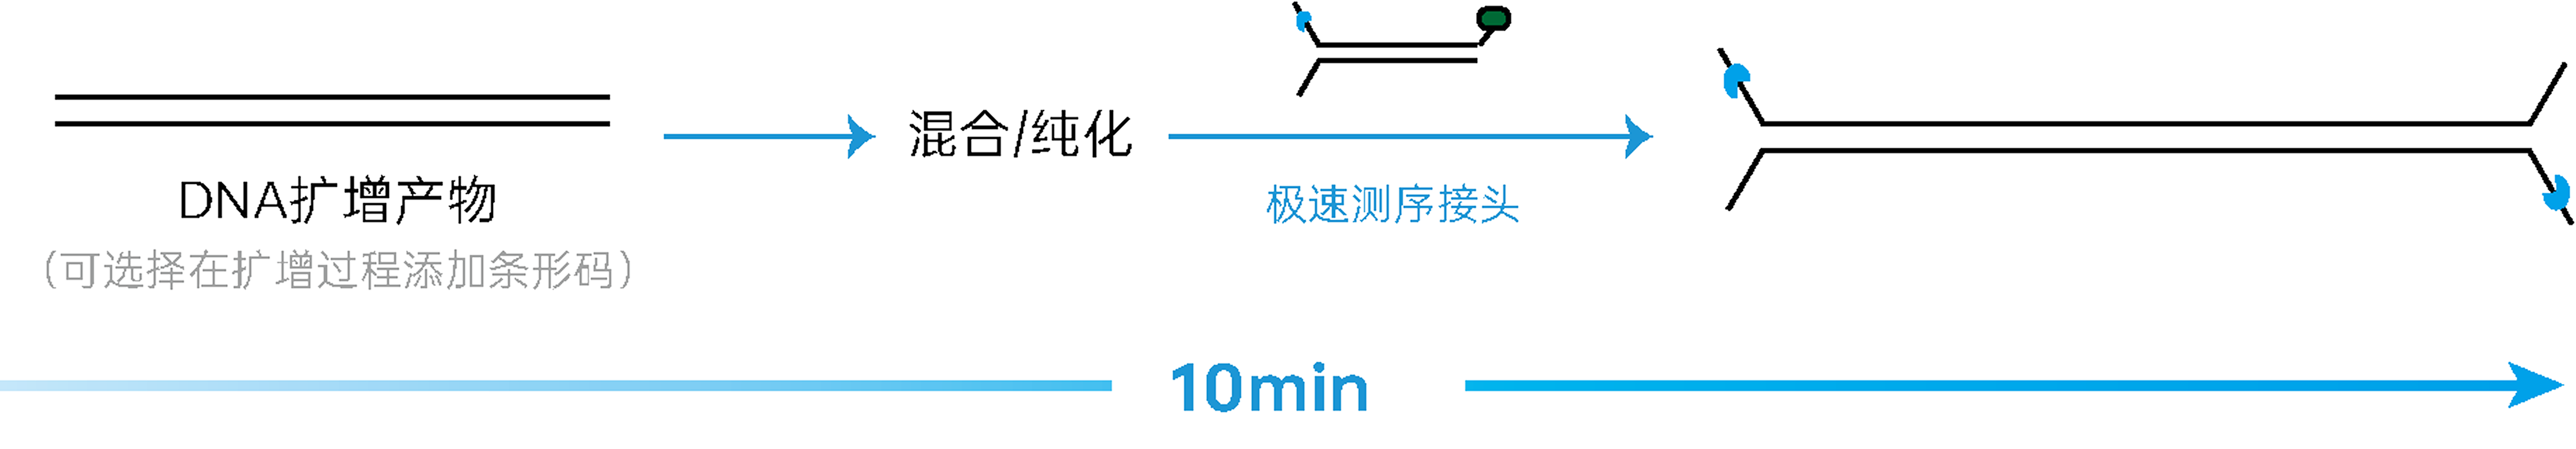 DNA扩增产物
（可选择在扩增过程添加条形码）
混合/纯化
极速测序接头
10min